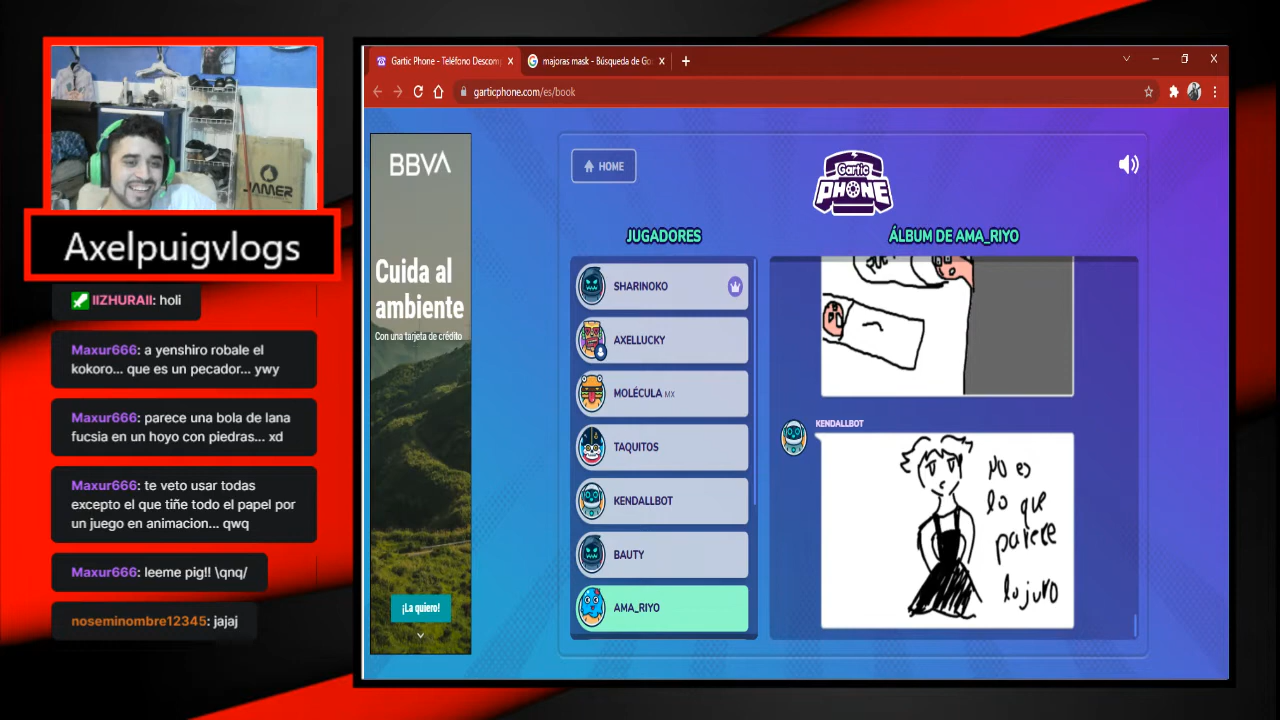 Axelpuigvlogs
IIZHURAII: holi
Maxur666: a yenshiro robale el
kokoro... que es un pecador... ywy
Maxur666: parece una bola de lana
fucsia en un hoyo con piedras... xd
Maxur666: te veto usar todas
excepto el que tiñe todo el papel por
un juego en animacion... qwq
Maxur666: leeme pig!! \qnq/
noseminombre12345: jajaj
JAMER
Gartic Phone - Teléfono Descom
majoras mask - Búsqueda de Go
garticphone.com/es/book
BBVA
Cuida al
ambiente
Con una tarjeta de crédito
¡La quiero!
HOME
Gartic
PHONE
JUGADORES
SHARINOKO
AXELLUCKY
MOLÉCULA MX
TAQUITOS
KENDALLBOT
BAUTY
AMA_RIYO
ÁLBUM DE AMA_RIYO
KENDALLBOT
NO es
lo que
parece
lo juro